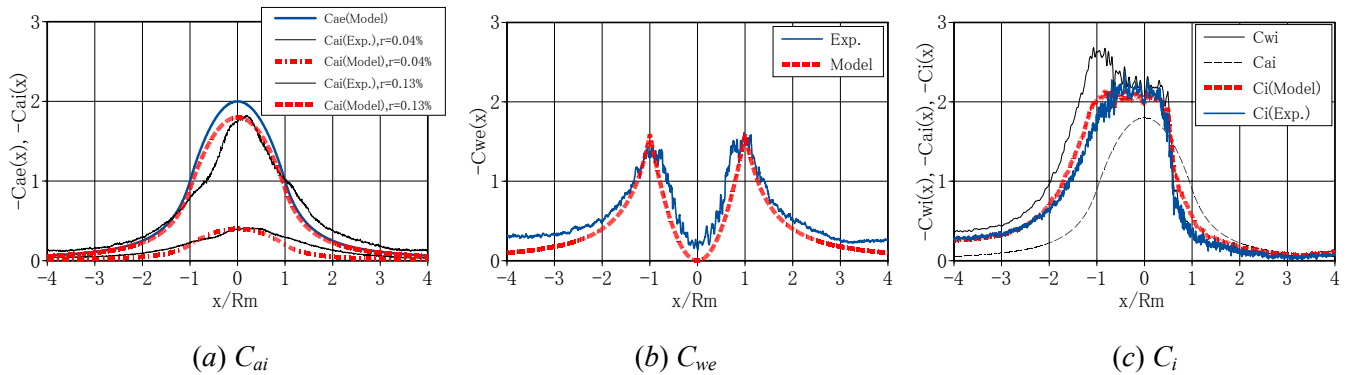 3
2
1
0
−Cae(x), −Cai(x)
Cae(Model)
Cai(Exp.),r=0.04%
Cai(Model),r=0.04%
Cai(Exp.),r=0.13%
Cai(Model),r=0.13%
−4 −3 −2 −1 0 1 2 3 4
x/Rm
(a) Cai
3
2
1
0
−Cwe(x)
Exp.
Model
−4 −3 −2 −1 0 1 2 3 4
x/Rm
(b) Cwe
3
2
1
0
−Cwi(x), −Cai(x), −Ci(x)
Cwi
Cai
Ci(Model)
Ci(Exp.)
−4 −3 −2 −1 0 1 2 3 4
x/Rm
(c) Ci